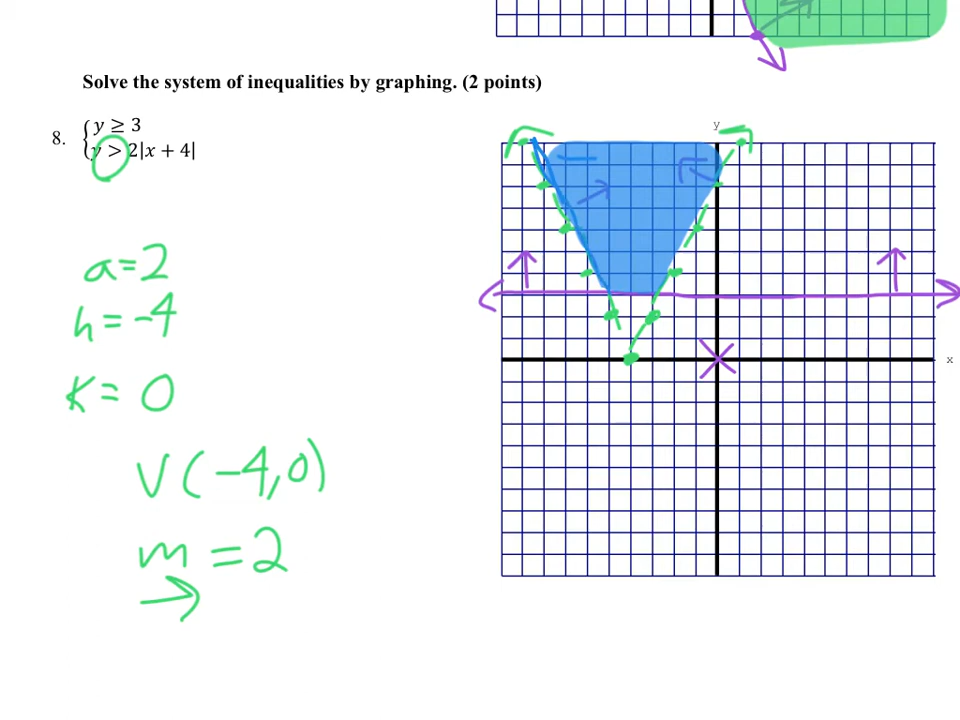 Solve the system of inequalities by graphing. (2 points)
8. { y ≥ 3
y > 2|x + 4|
a = 2
h = -4
K = 0
V (-4,0)
m = 2
y
x